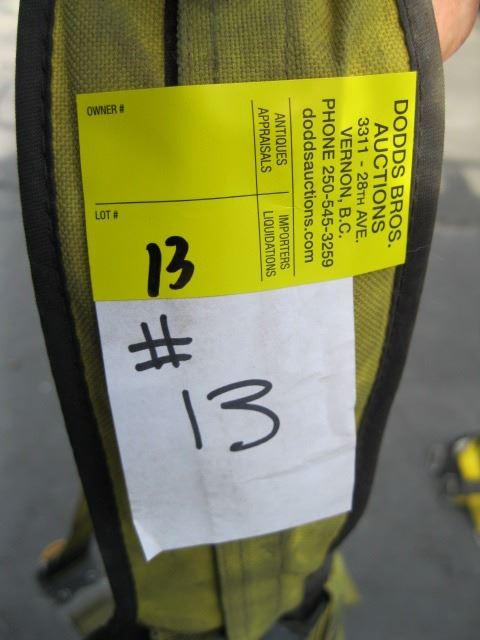 OWNER #
LOT #
13
ANTIQUES
APPRAISALS
IMPORTERS
LIQUIDATIONS
DODDS BROS.
AUCTIONS
3311 - 28TH AVE.
VERNON, B.C.
PHONE 250-545-3259
doddsauctions.com
#
13